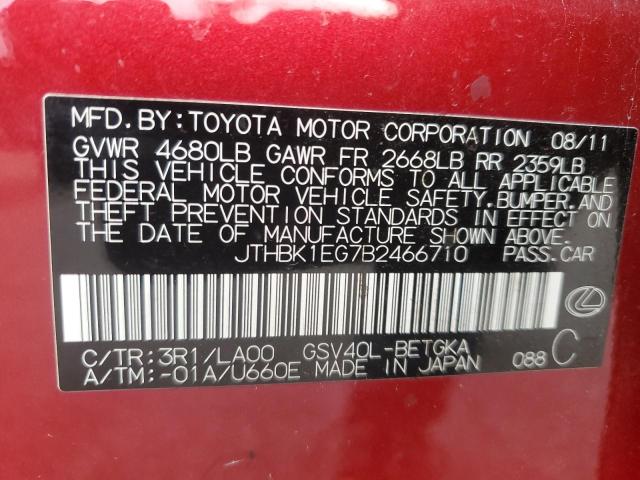 MFD.BY:TOYOTA MOTOR CORPORATION 08/11
GVWR 4680LB GAWR FR 2668LB RR 2359LB
THIS VEHICLE CONFORMS TO ALL APPLICABLE
FEDERAL MOTOR VEHICLE SAFETY.BUMPER.AND
THEFT PREVENTION STANDARDS IN EFFECT ON
THE DATE OF MANUFACTURE SHOWN ABOVE.
JTHBK1EG7B2466710 PASS.CAR
C/TR:3R1/LA00 GSV40L-BETGKA
A/TM:-01A/U660E MADE IN JAPAN 088 C